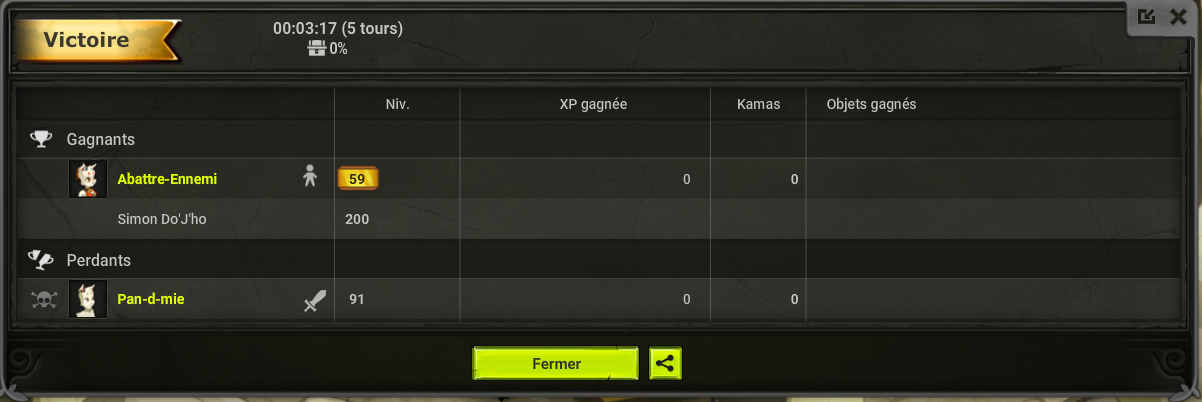 Victoire
00:03:17 (5 tours)
0%
Niv. XP gagnée Kamas Objets gagnés
Gagnants
Abattre-Ennemi 59 0 0
Simon Do'J'ho 200
Perdants
Pan-d-mie 91 0 0
Fermer